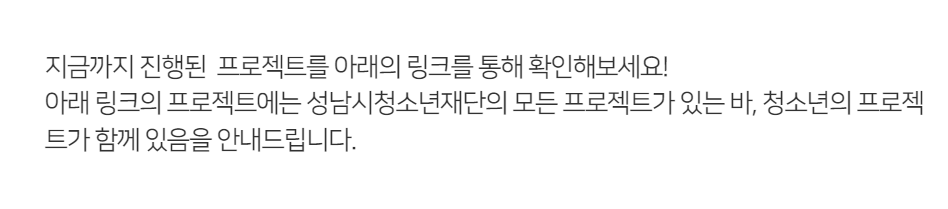 지금까지 진행된 프로젝트를 아래의 링크를 통해 확인해보세요!
아래 링크의 프로젝트에는 성남시청소년재단의 모든 프로젝트가 있는 바, 청소년의 프로젝
트가 함께 있음을 안내드립니다.